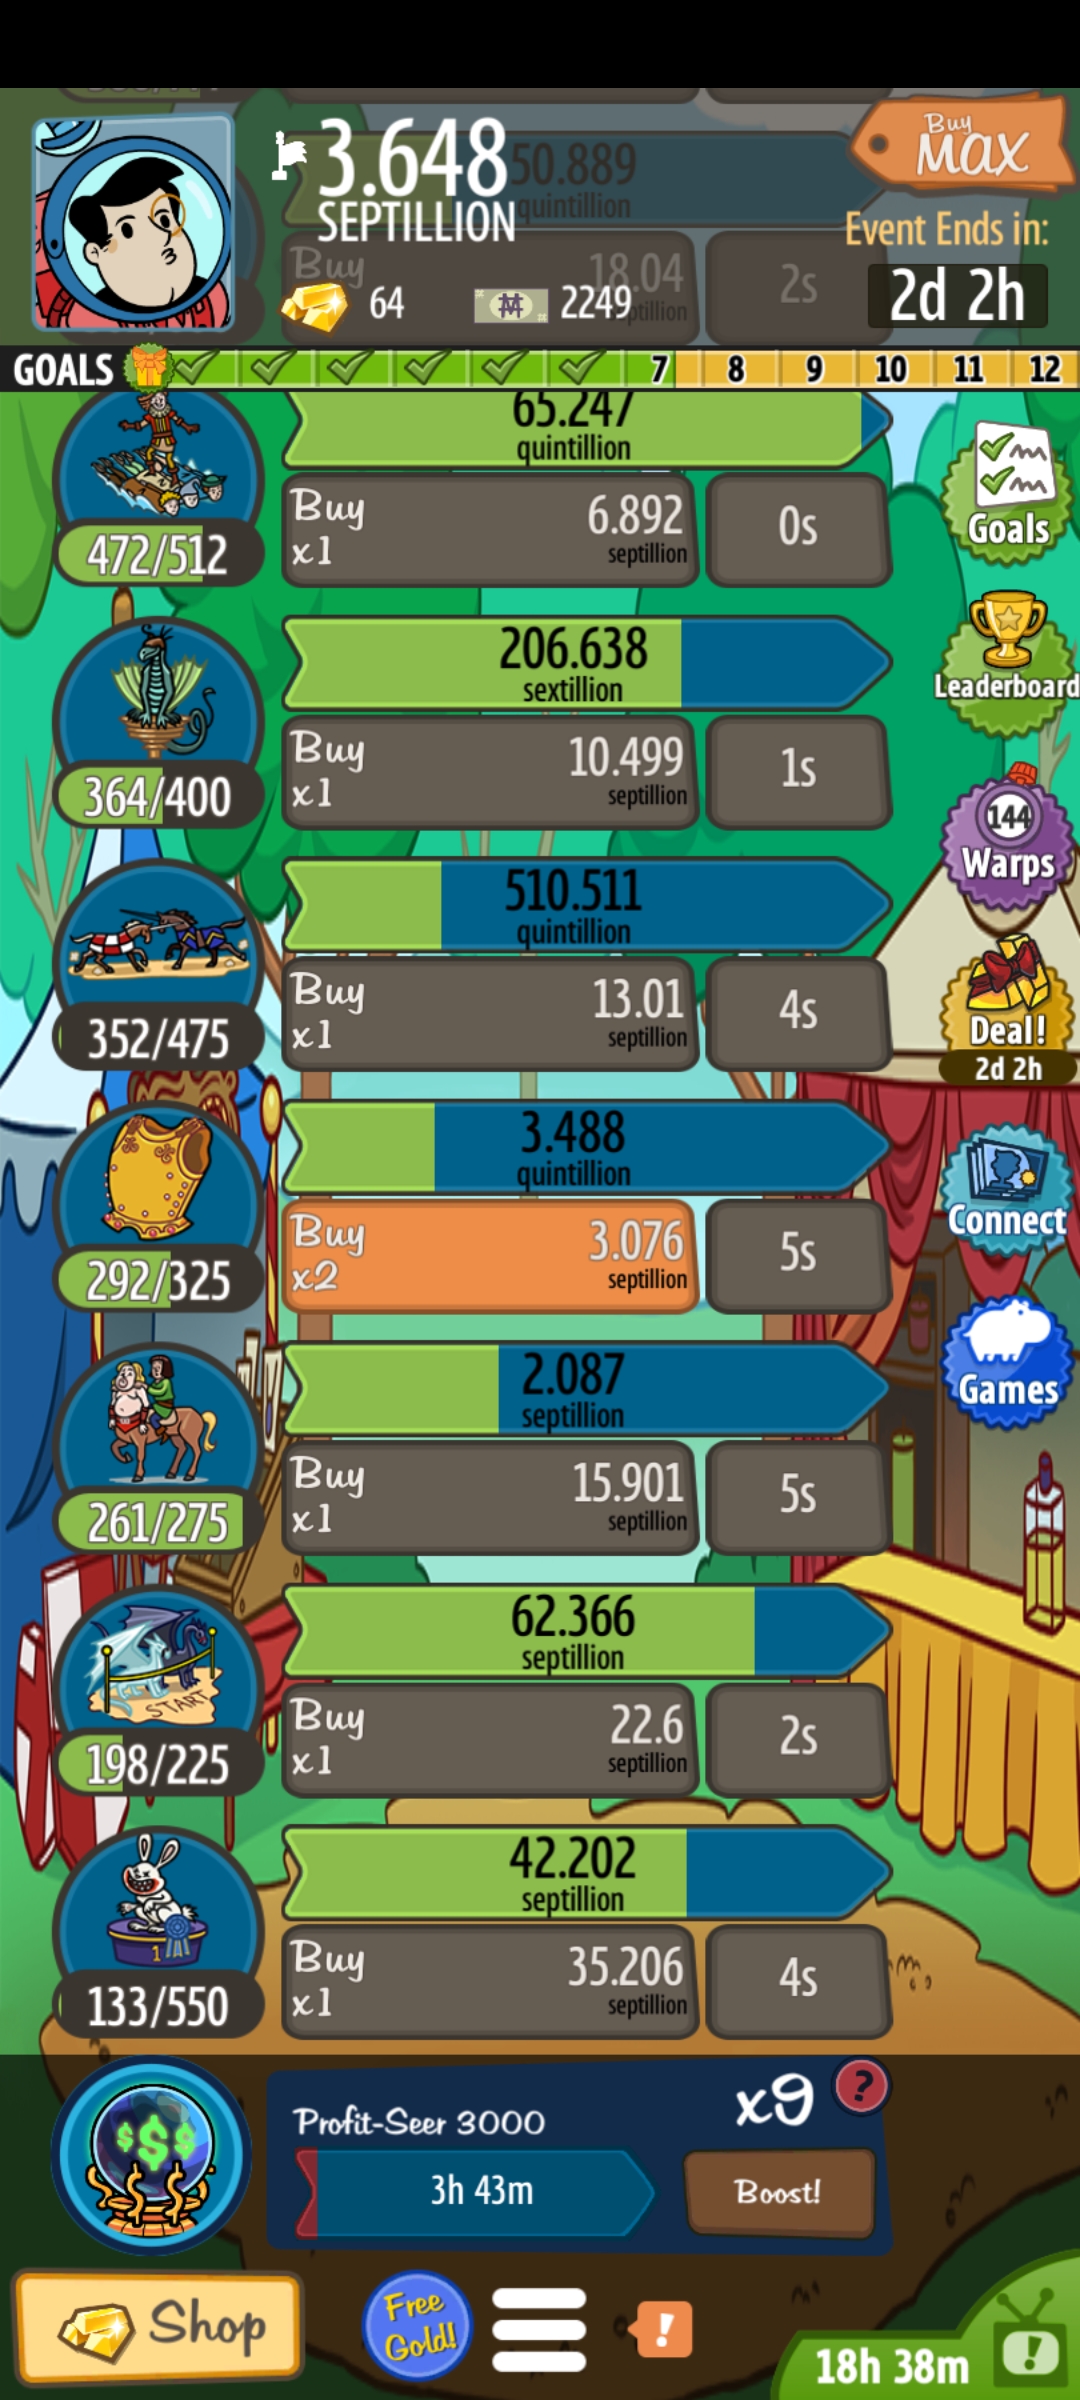 3.648
SEPTILLION
50.889
quintillion
Buy
MAX
Event Ends in:
2d 2h
Buy
18.04
2s
64
2249
GOALS
7
8
9
10
11
12
65.247
quintillion
Buy
x1
6.892
septillion
0s
472/512
Goals
206.638
sextillion
Buy
x1
10.499
septillion
1s
364/400
Leaderboard
510.511
quintillion
Buy
x1
13.01
septillion
4s
352/475
144
Warps
Deal!
2d 2h
3.488
quintillion
Buy
x2
3.076
septillion
5s
292/325
Connect
2.087
septillion
Buy
x1
15.901
septillion
5s
261/275
Games
62.366
septillion
START
Buy
x1
22.6
septillion
2s
198/225
42.202
septillion
1
Buy
x1
35.206
septillion
4s
133/550
$$$
Profit-Seer 3000
x9
?
3h 43m
Boost!
Shop
Free
Gold!
!
18h 38m
!